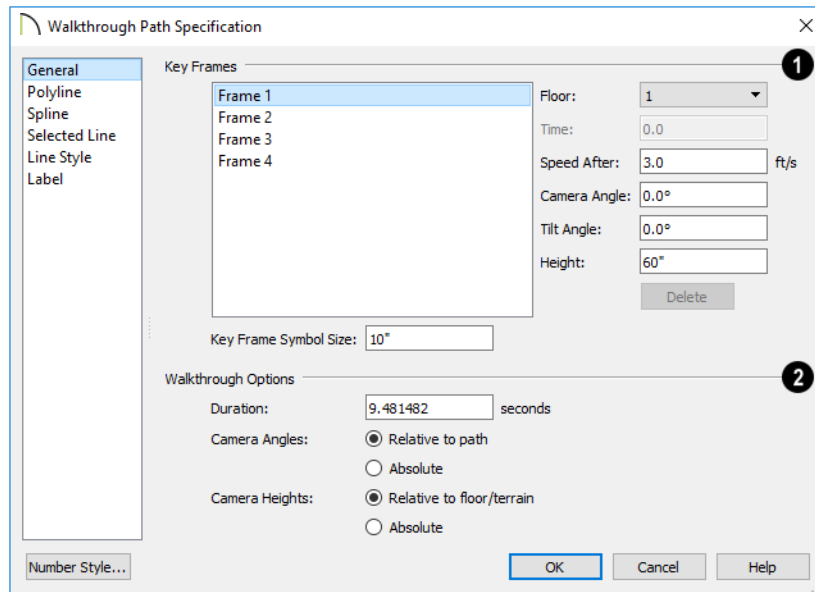 Walkthrough Path Specification
General
Polyline
Spline
Selected Line
Line Style
Label
Key Frames
1
Frame 1
Frame 2
Frame 3
Frame 4
Floor: 1
Time: 0.0
Speed After: 3.0 ft/s
Camera Angle: 0.0°
Tilt Angle: 0.0°
Height: 60"
Delete
Key Frame Symbol Size: 10"
Walkthrough Options
2
Duration: 9.481482 seconds
Camera Angles: Relative to path
Absolute
Camera Heights: Relative to floor/terrain
Absolute
Number Style... OK Cancel Help